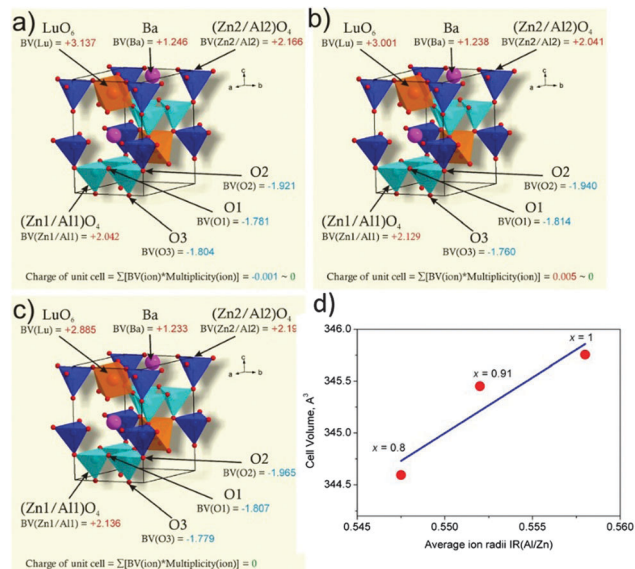 a)
LuO6 Ba (Zn2/Al2)O4
BV(Lu) = +3.137 BV(Ba) = +1.246 BV(Zn2/Al2) = +2.166
c
a b
O2
BV(O2) = -1.921
O1
BV(O1) = -1.781
(Zn1/Al1)O4
BV(Zn1/Al1) = +2.042
O3
BV(O3) = -1.804
Charge of unit cell = ∑[BV(ion)*Multiplicity(ion)] = -0.001 ~ 0
b)
LuO6 Ba (Zn2/Al2)O4
BV(Lu) = +3.001 BV(Ba) = +1.238 BV(Zn2/Al2) = +2.041
c
a b
O2
BV(O2) = -1.940
O1
BV(O1) = -1.814
(Zn1/Al1)O4
BV(Zn1/Al1) = +2.129
O3
BV(O3) = -1.760
Charge of unit cell = ∑[BV(ion)*Multiplicity(ion)] = 0.005 ~ 0
c)
LuO6 Ba (Zn2/Al2)O4
BV(Lu) = +2.885 BV(Ba) = +1.233 BV(Zn2/Al2) = +2.19
c
a b
O2
BV(O2) = -1.965
O1
BV(O1) = -1.807
(Zn1/Al1)O4
BV(Zn1/Al1) = +2.136
O3
BV(O3) = -1.779
Charge of unit cell = ∑[BV(ion)*Multiplicity(ion)] = 0
d)
346.0
345.5
345.0
344.5
Cell Volume, A³
x = 1
x = 0.91
x = 0.8
0.545 0.550 0.555 0.560
Average ion radii IR(Al/Zn)